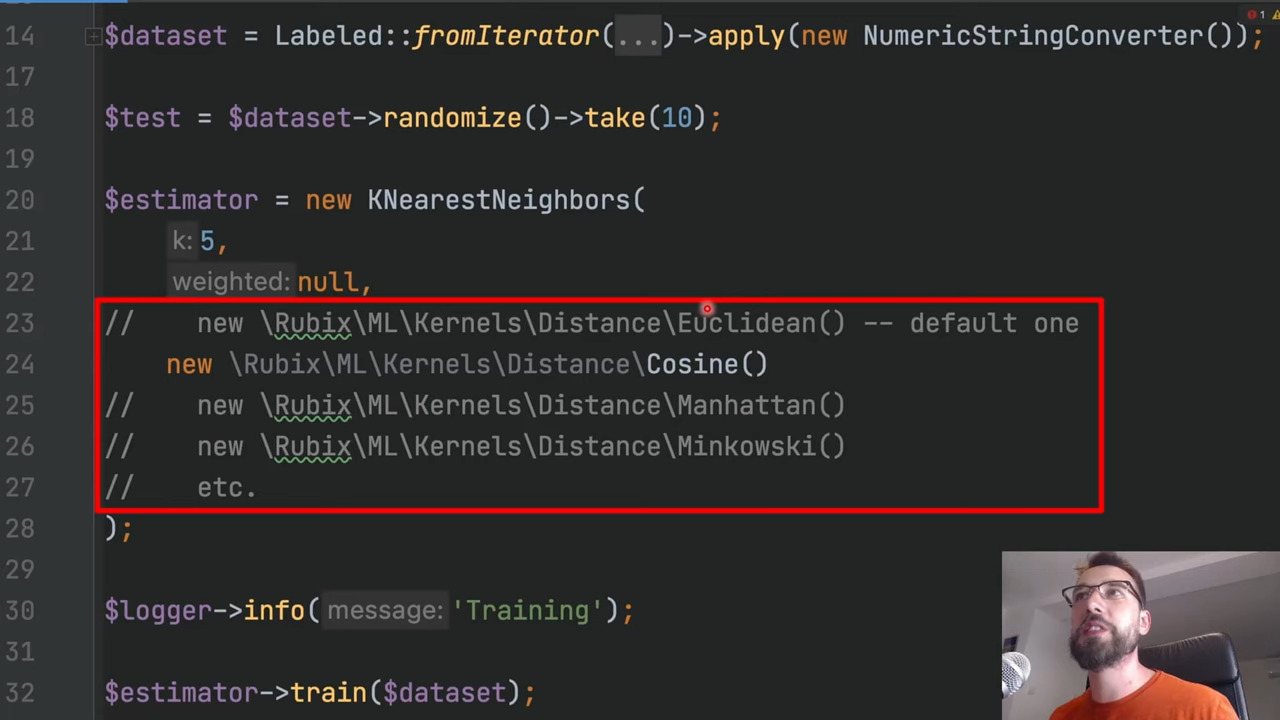 14 $dataset = Labeled::fromIterator(...)->apply(new NumericStringConverter());
17
18 $test = $dataset->randomize()->take(10);
19
20 $estimator = new KNearestNeighbors(
21 k: 5,
22 weighted: null,
23 // new \Rubix\ML\Kernels\Distance\Euclidean() -- default one
24 new \Rubix\ML\Kernels\Distance\Cosine()
25 // new \Rubix\ML\Kernels\Distance\Manhattan()
26 // new \Rubix\ML\Kernels\Distance\Minkowski()
27 // etc.
28 );
29
30 $logger->info( message: 'Training');
31
32 $estimator->train($dataset);
1